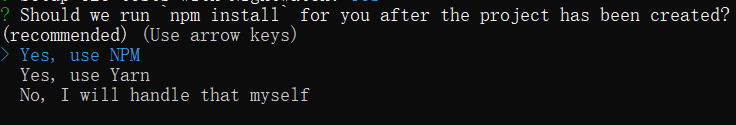 ? Should we run `npm install` for you after the project has been created?
(recommended) (Use arrow keys)
> Yes, use NPM
Yes, use Yarn
No, I will handle that myself